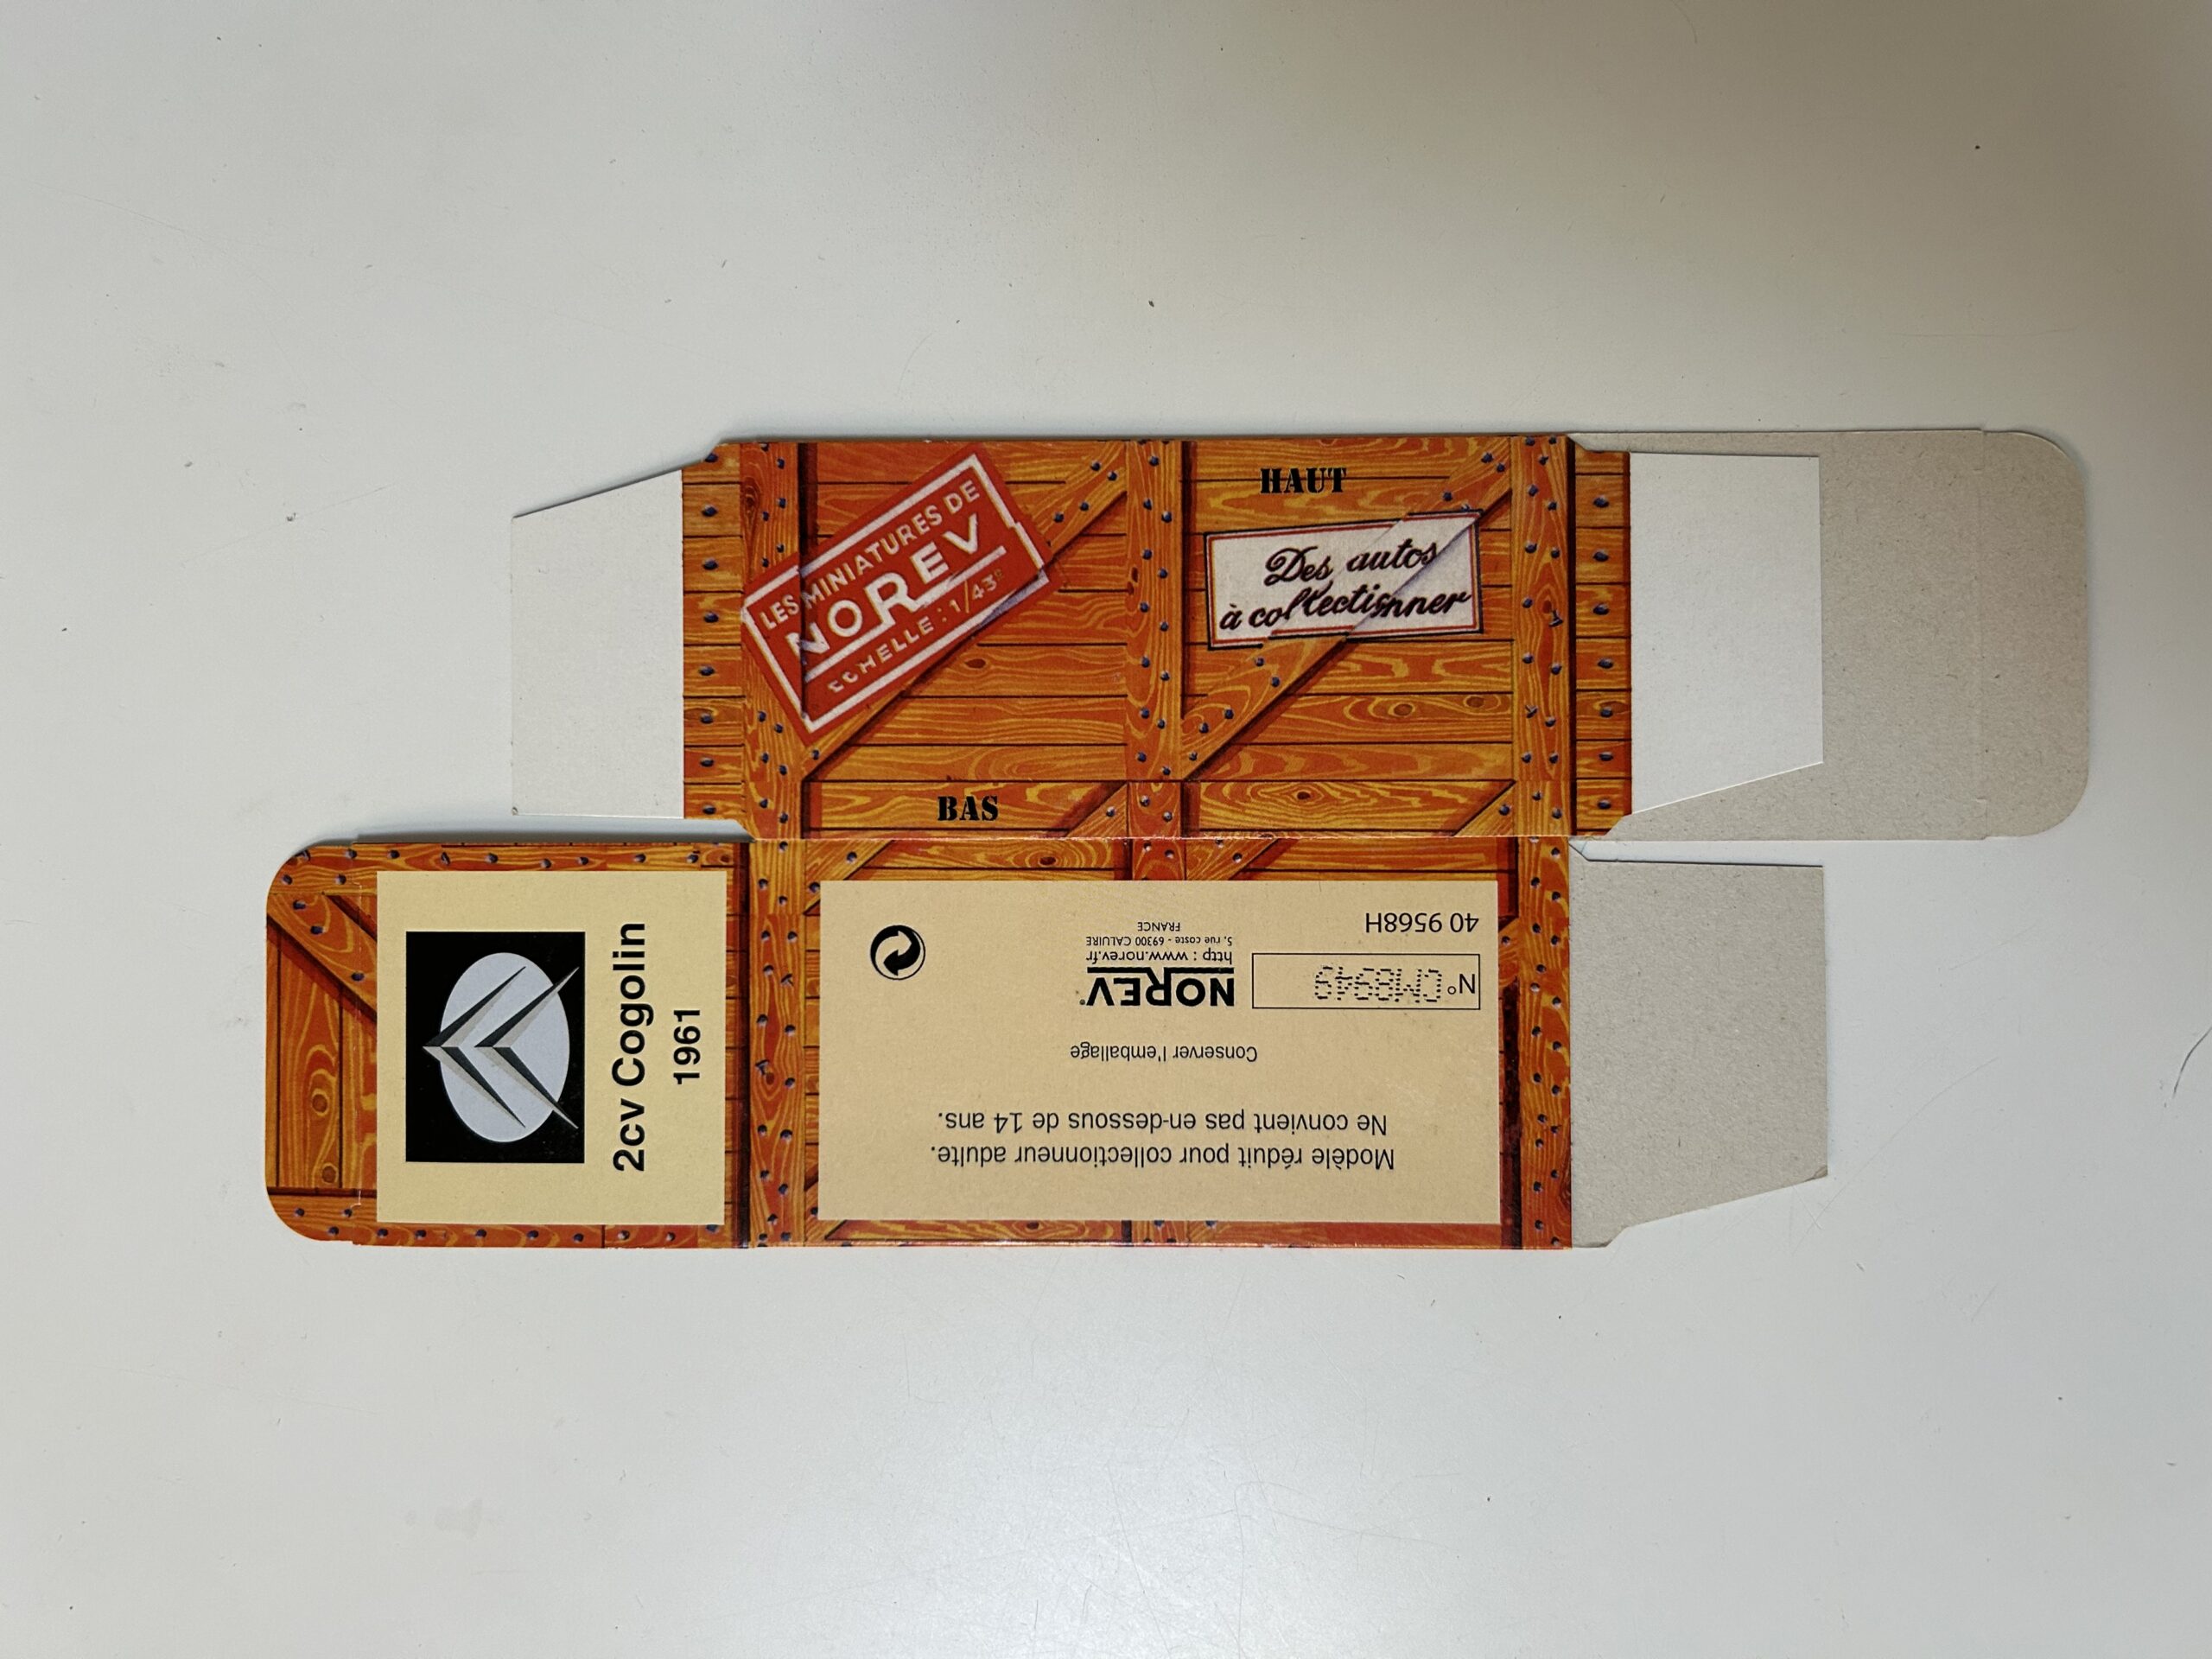 LES MINIATURES DE
NOREV
ECHELLE : 1/43e
HAUT
Des autos
à collectionner
BAS
2cv Cogolin
1961
Modèle réduit pour collectionneur adulte.
Ne convient pas en-dessous de 14 ans.
Conserver l'emballage
N° CM89949
NOREV®
http : www.norev.fr
5, rue coste - 69300 CALUIRE
FRANCE
40 9568H